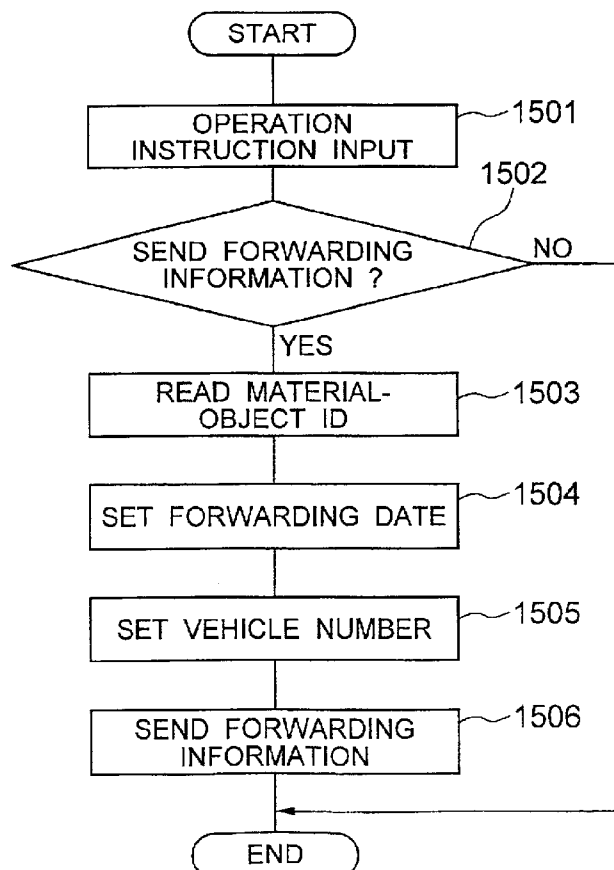 START
OPERATION
INSTRUCTION INPUT
1501
1502
SEND FORWARDING
INFORMATION ?
NO
YES
READ MATERIAL-
OBJECT ID
1503
SET FORWARDING DATE
1504
SET VEHICLE NUMBER
1505
SEND FORWARDING
INFORMATION
1506
END